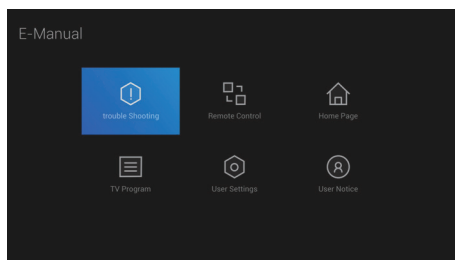 E-Manual
trouble Shooting
Remote Control
Home Page
TV Program
User Settings
User Notice